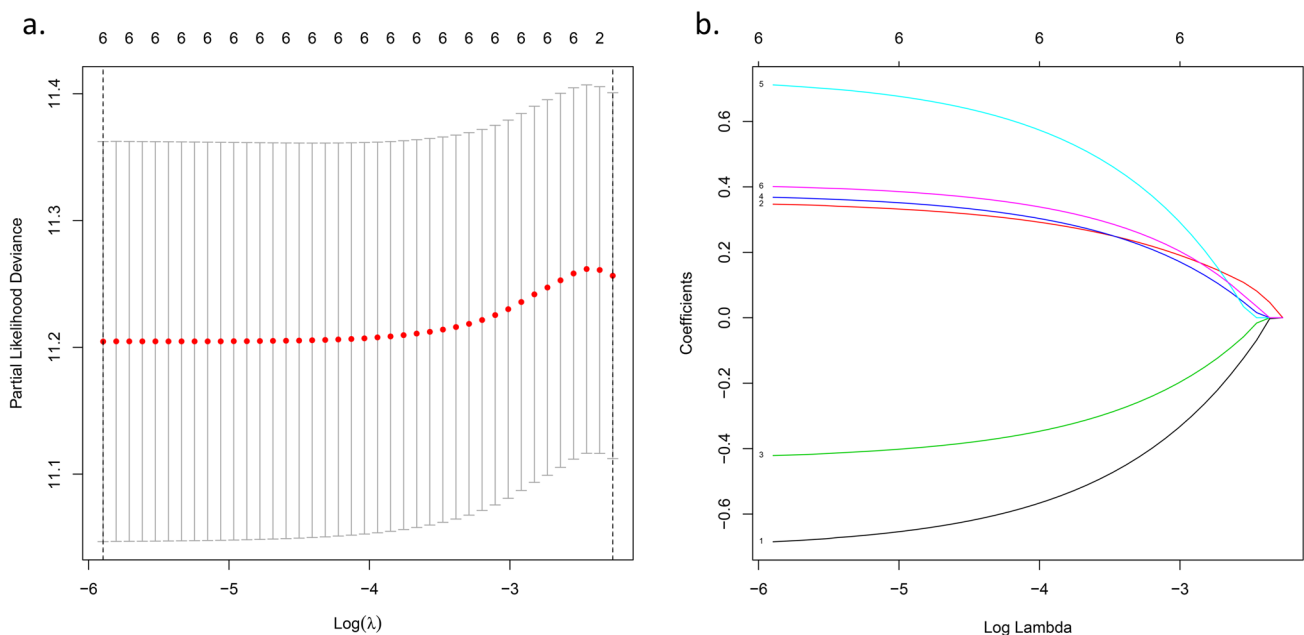 a.
6 6 6 6 6 6 6 6 6 6 6 6 6 6 6 6 6 6 6 2
Partial Likelihood Deviance
11.4
11.3
11.2
11.1
−6 −5 −4 −3
Log(λ)
b.
6 6 6 6
Coefficients
0.6
0.4
0.2
0.0
−0.2
−0.4
−0.6
5
6
4
2
3
1
−6 −5 −4 −3
Log Lambda